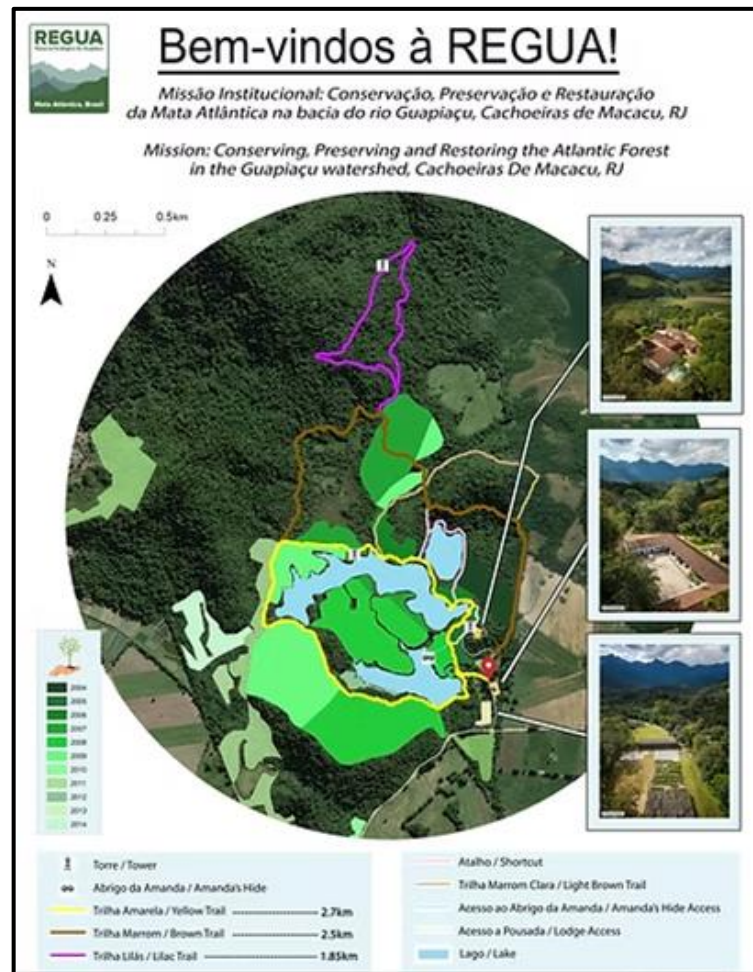 REGUA
Mata Atlântica, Brasil
Bem-vindos à REGUA!
Missão Institucional: Conservação, Preservação e Restauração
da Mata Atlântica na bacia do rio Guapiaçu, Cachoeiras de Macacu, RJ
Mission: Conserving, Preserving and Restoring the Atlantic Forest
in the Guapiaçu watershed, Cachoeiras De Macacu, RJ
0 0.25 0.5km
N
2004
2005
2006
2007
2008
2009
2010
2011
2012
2013
2014
Torre / Tower
Abrigo da Amanda / Amanda's Hide
Trilha Amarela / Yellow Trail 2.7km
Trilha Marrom / Brown Trail 2.5km
Trilha Lilás / Lilac Trail 1.85km
Atalho / Shortcut
Trilha Marrom Clara / Light Brown Trail
Acesso ao Abrigo da Amanda / Amanda's Hide Access
Acesso a Pousada / Lodge Access
Lago / Lake